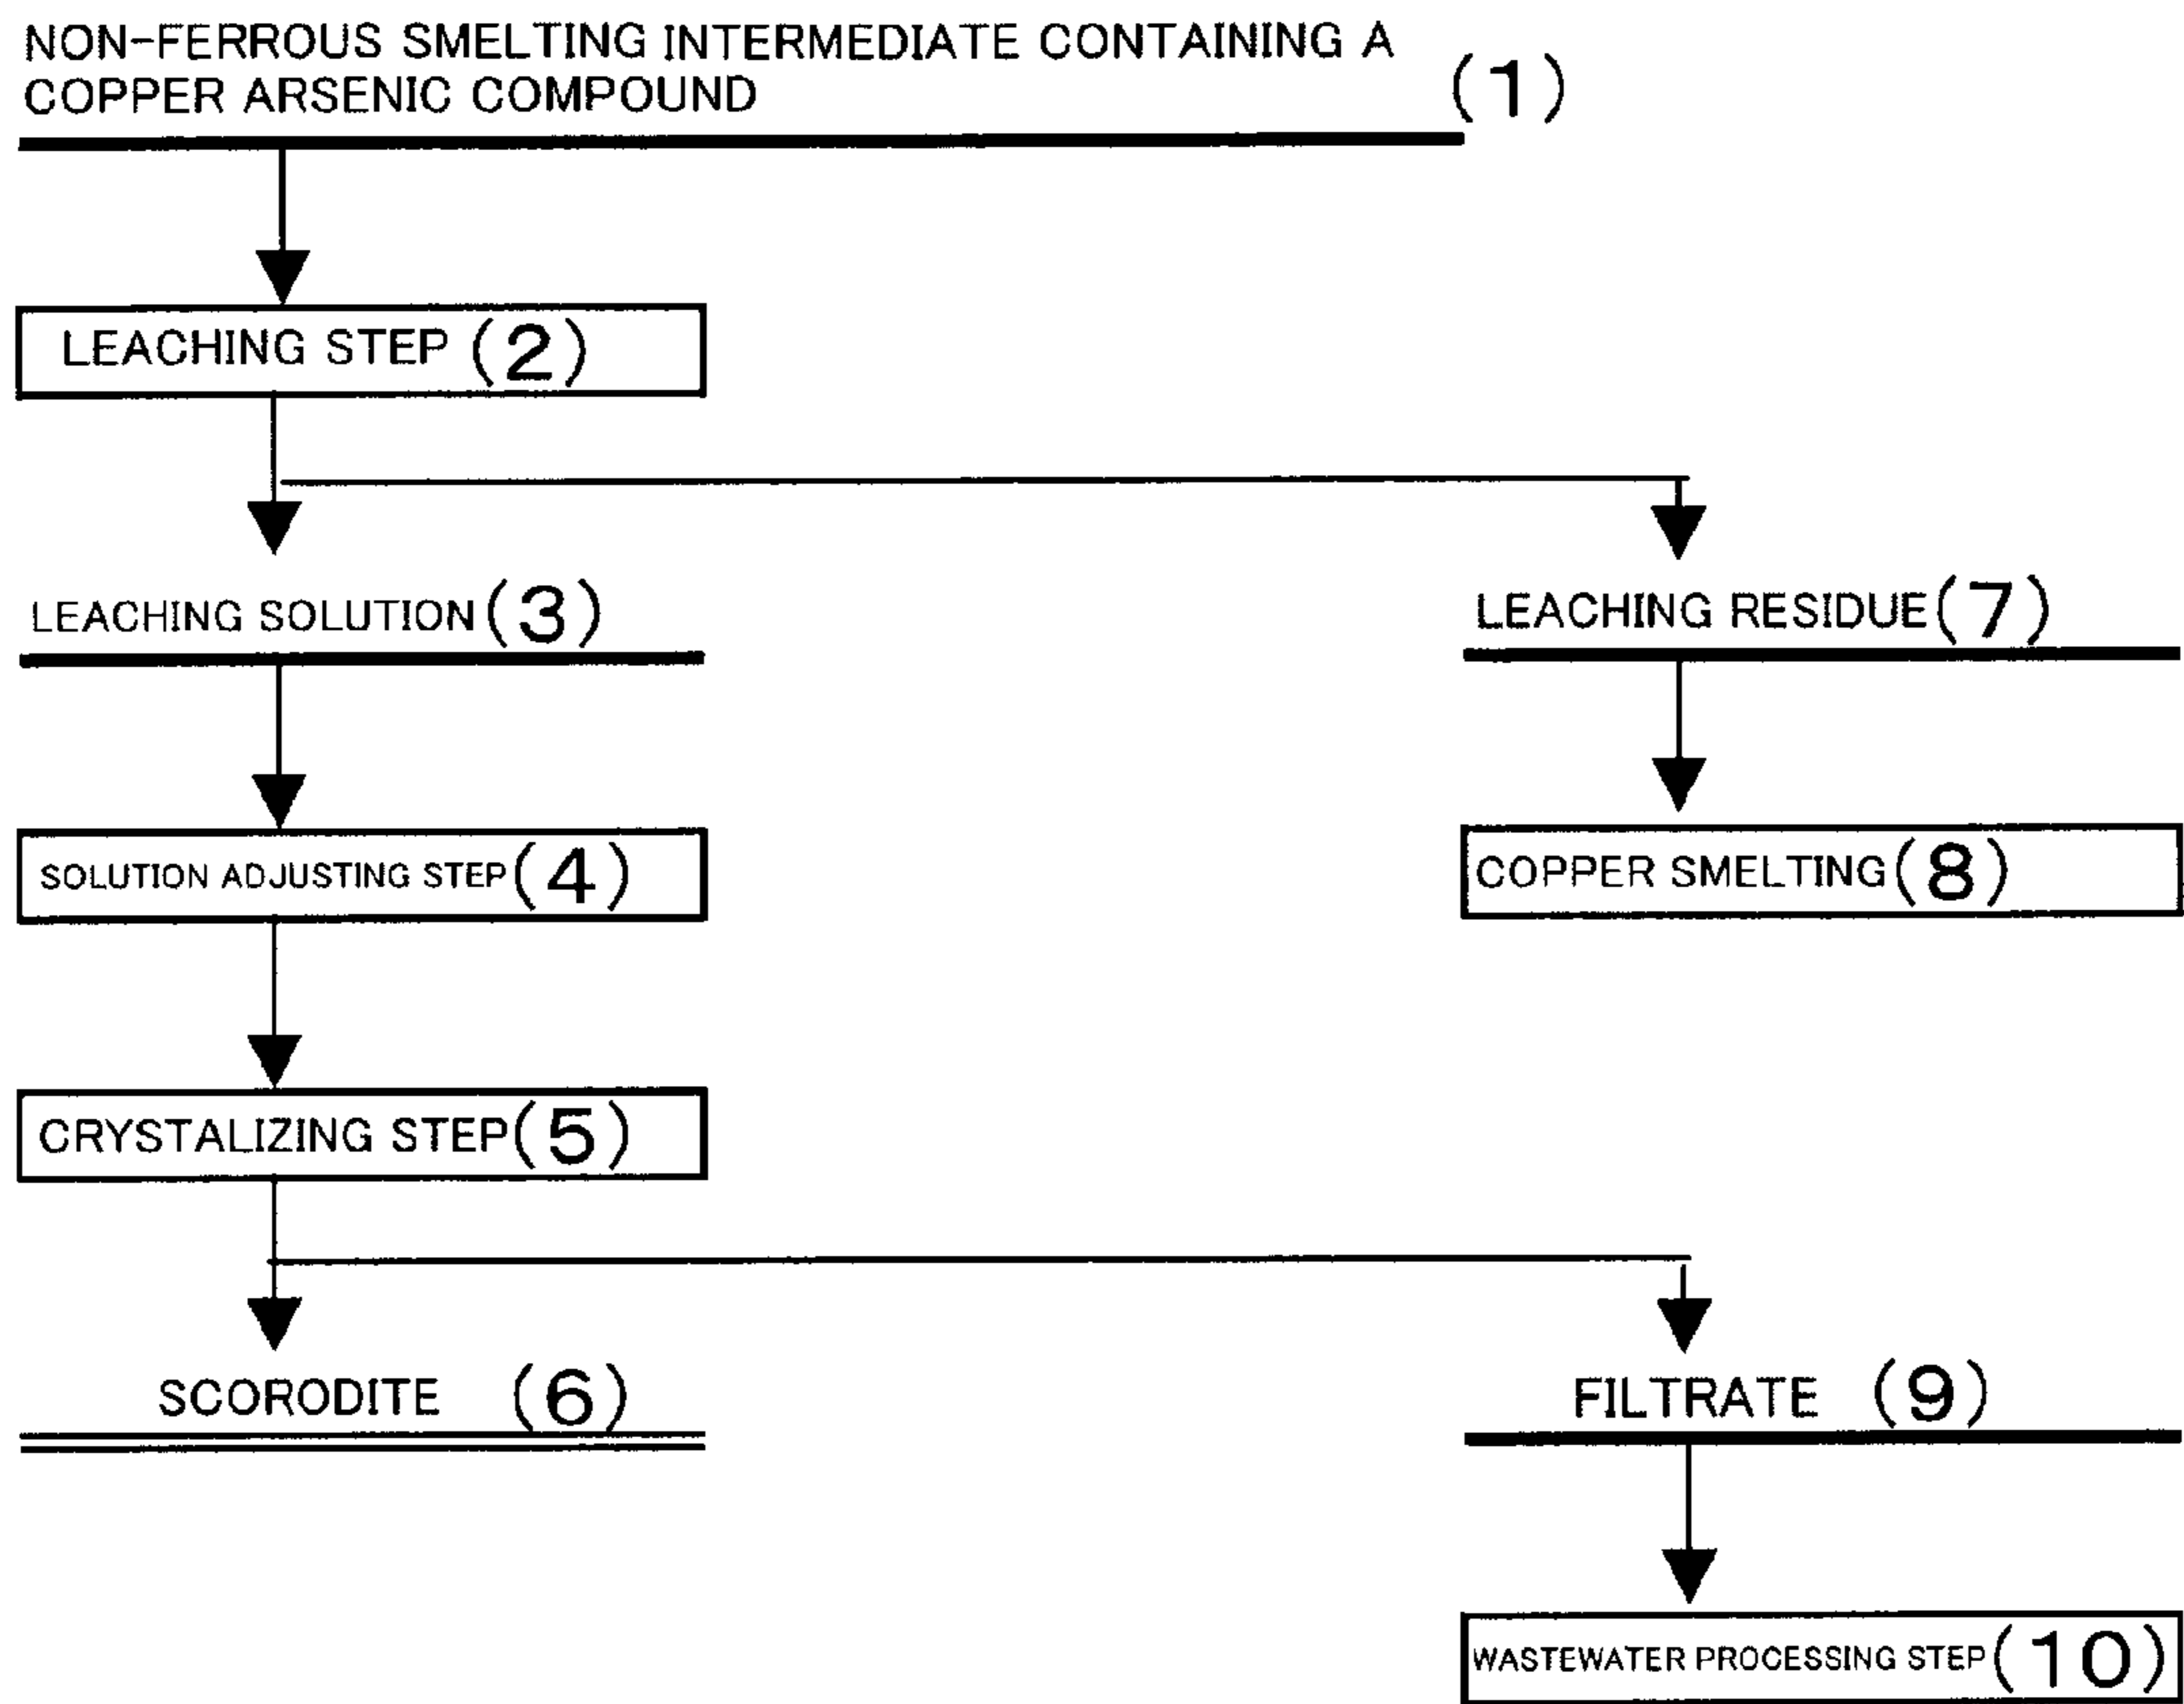 NON-FERROUS SMELTING INTERMEDIATE CONTAINING A
COPPER ARSENIC COMPOUND (1)
LEACHING STEP (2)
LEACHING SOLUTION (3)
LEACHING RESIDUE (7)
SOLUTION ADJUSTING STEP (4)
COPPER SMELTING (8)
CRYSTALIZING STEP (5)
SCORODITE (6)
FILTRATE (9)
WASTEWATER PROCESSING STEP (10)